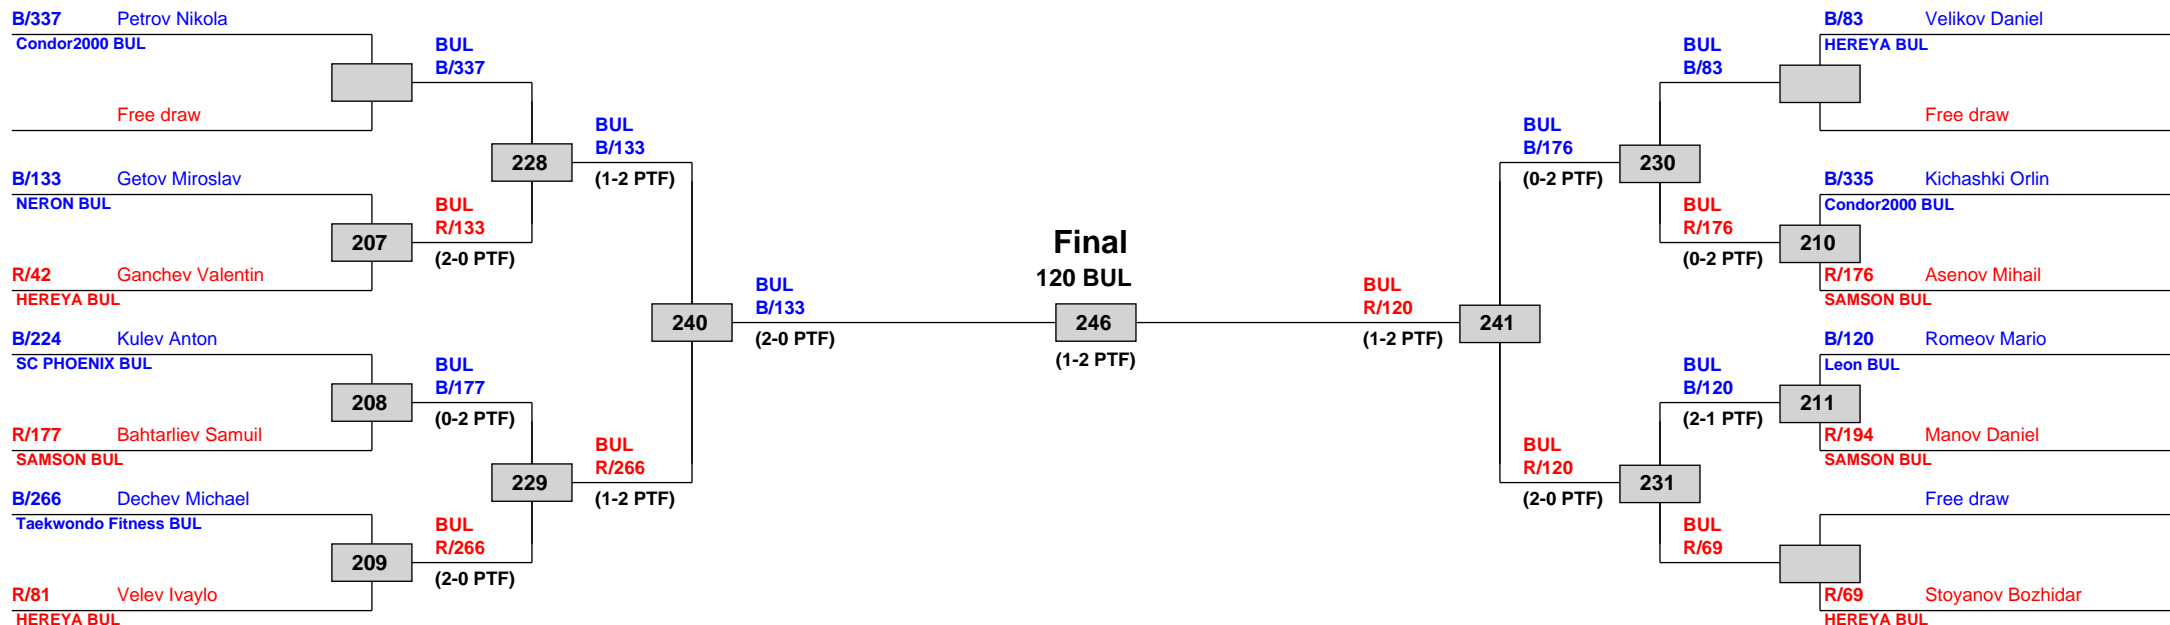 B/337 Petrov Nikola
Condor2000 BUL
Free draw
B/133 Getov Miroslav
NERON BUL
R/42 Ganchev Valentin
HEREYA BUL
B/224 Kulev Anton
SC PHOENIX BUL
R/177 Bahtarliev Samuil
SAMSON BUL
B/266 Dechev Michael
Taekwondo Fitness BUL
R/81 Velev Ivaylo
HEREYA BUL
207
208
209
BUL
B/337
BUL
R/133
(2-0 PTF)
BUL
B/177
(0-2 PTF)
BUL
R/266
(2-0 PTF)
228
229
BUL
B/133
(1-2 PTF)
BUL
R/266
(1-2 PTF)
240
BUL
B/133
(2-0 PTF)
Final
120 BUL
246
(1-2 PTF)
BUL
R/120
(1-2 PTF)
241
BUL
B/176
(0-2 PTF)
BUL
R/120
(2-0 PTF)
230
231
BUL
B/83
BUL
R/176
(0-2 PTF)
BUL
B/120
(2-1 PTF)
BUL
R/69
210
211
B/83 Velikov Daniel
HEREYA BUL
Free draw
B/335 Kichashki Orlin
Condor2000 BUL
R/176 Asenov Mihail
SAMSON BUL
B/120 Romeov Mario
Leon BUL
R/194 Manov Daniel
SAMSON BUL
Free draw
R/69 Stoyanov Bozhidar
HEREYA BUL